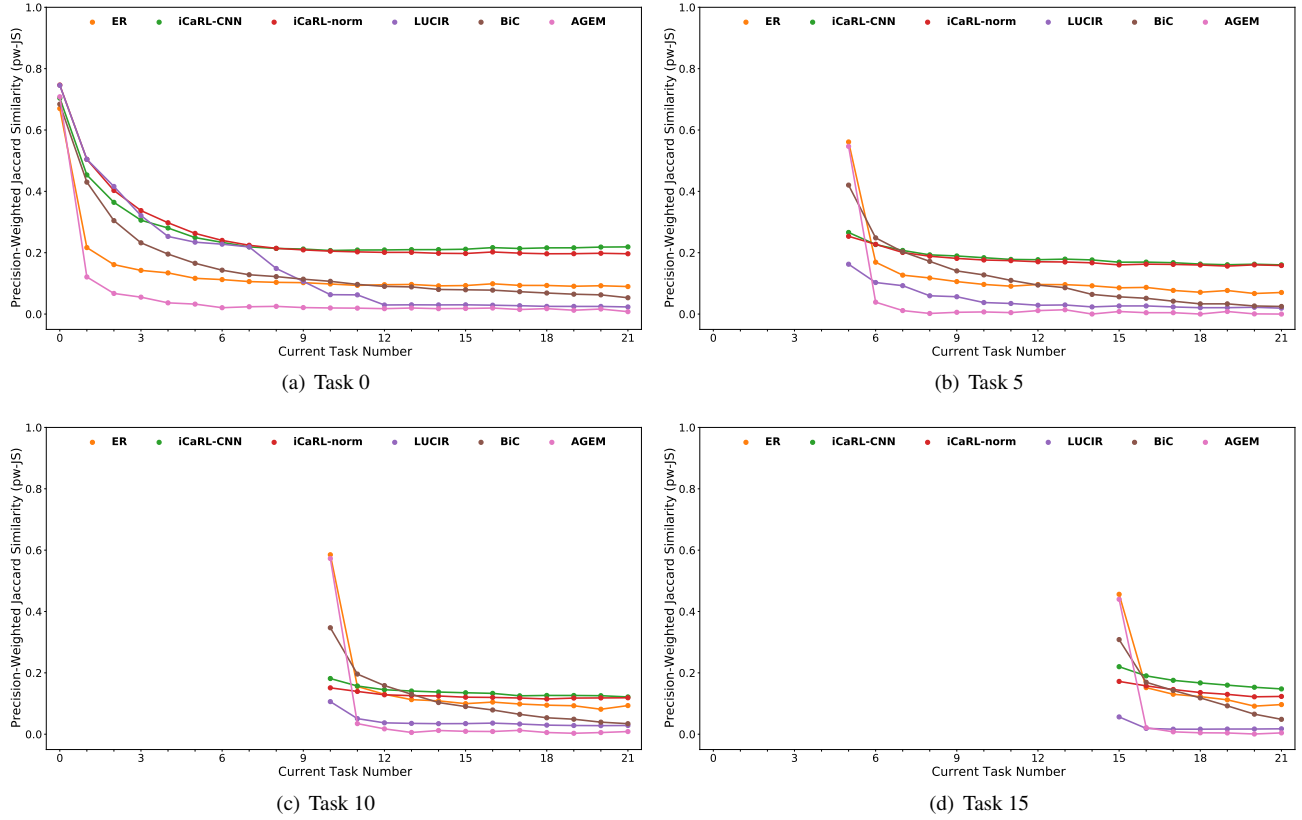 ER iCaRL-CNN iCaRL-norm LUCIR BiC AGEM
Precision-Weighted Jaccard Similarity (pw-JS)
1.0
0.8
0.6
0.4
0.2
0.0
0 3 6 9 12 15 18 21
Current Task Number
(a) Task 0
ER iCaRL-CNN iCaRL-norm LUCIR BiC AGEM
Precision-Weighted Jaccard Similarity (pw-JS)
1.0
0.8
0.6
0.4
0.2
0.0
0 3 6 9 12 15 18 21
Current Task Number
(b) Task 5
ER iCaRL-CNN iCaRL-norm LUCIR BiC AGEM
Precision-Weighted Jaccard Similarity (pw-JS)
1.0
0.8
0.6
0.4
0.2
0.0
0 3 6 9 12 15 18 21
Current Task Number
(c) Task 10
ER iCaRL-CNN iCaRL-norm LUCIR BiC AGEM
Precision-Weighted Jaccard Similarity (pw-JS)
1.0
0.8
0.6
0.4
0.2
0.0
0 3 6 9 12 15 18 21
Current Task Number
(d) Task 15